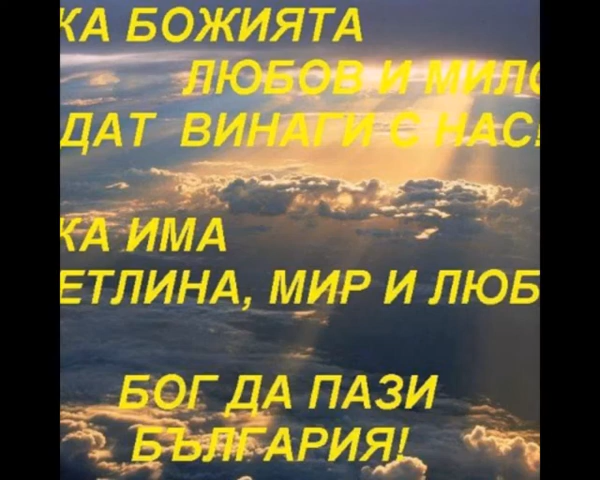 КА БОЖИЯТА
ЛЮБОВ И МИЛО
ДАТ ВИНАГИ С НАС!
КА ИМА
ЕТЛИНА, МИР И ЛЮБ
БОГ ДА ПАЗИ
БЪЛГАРИЯ!